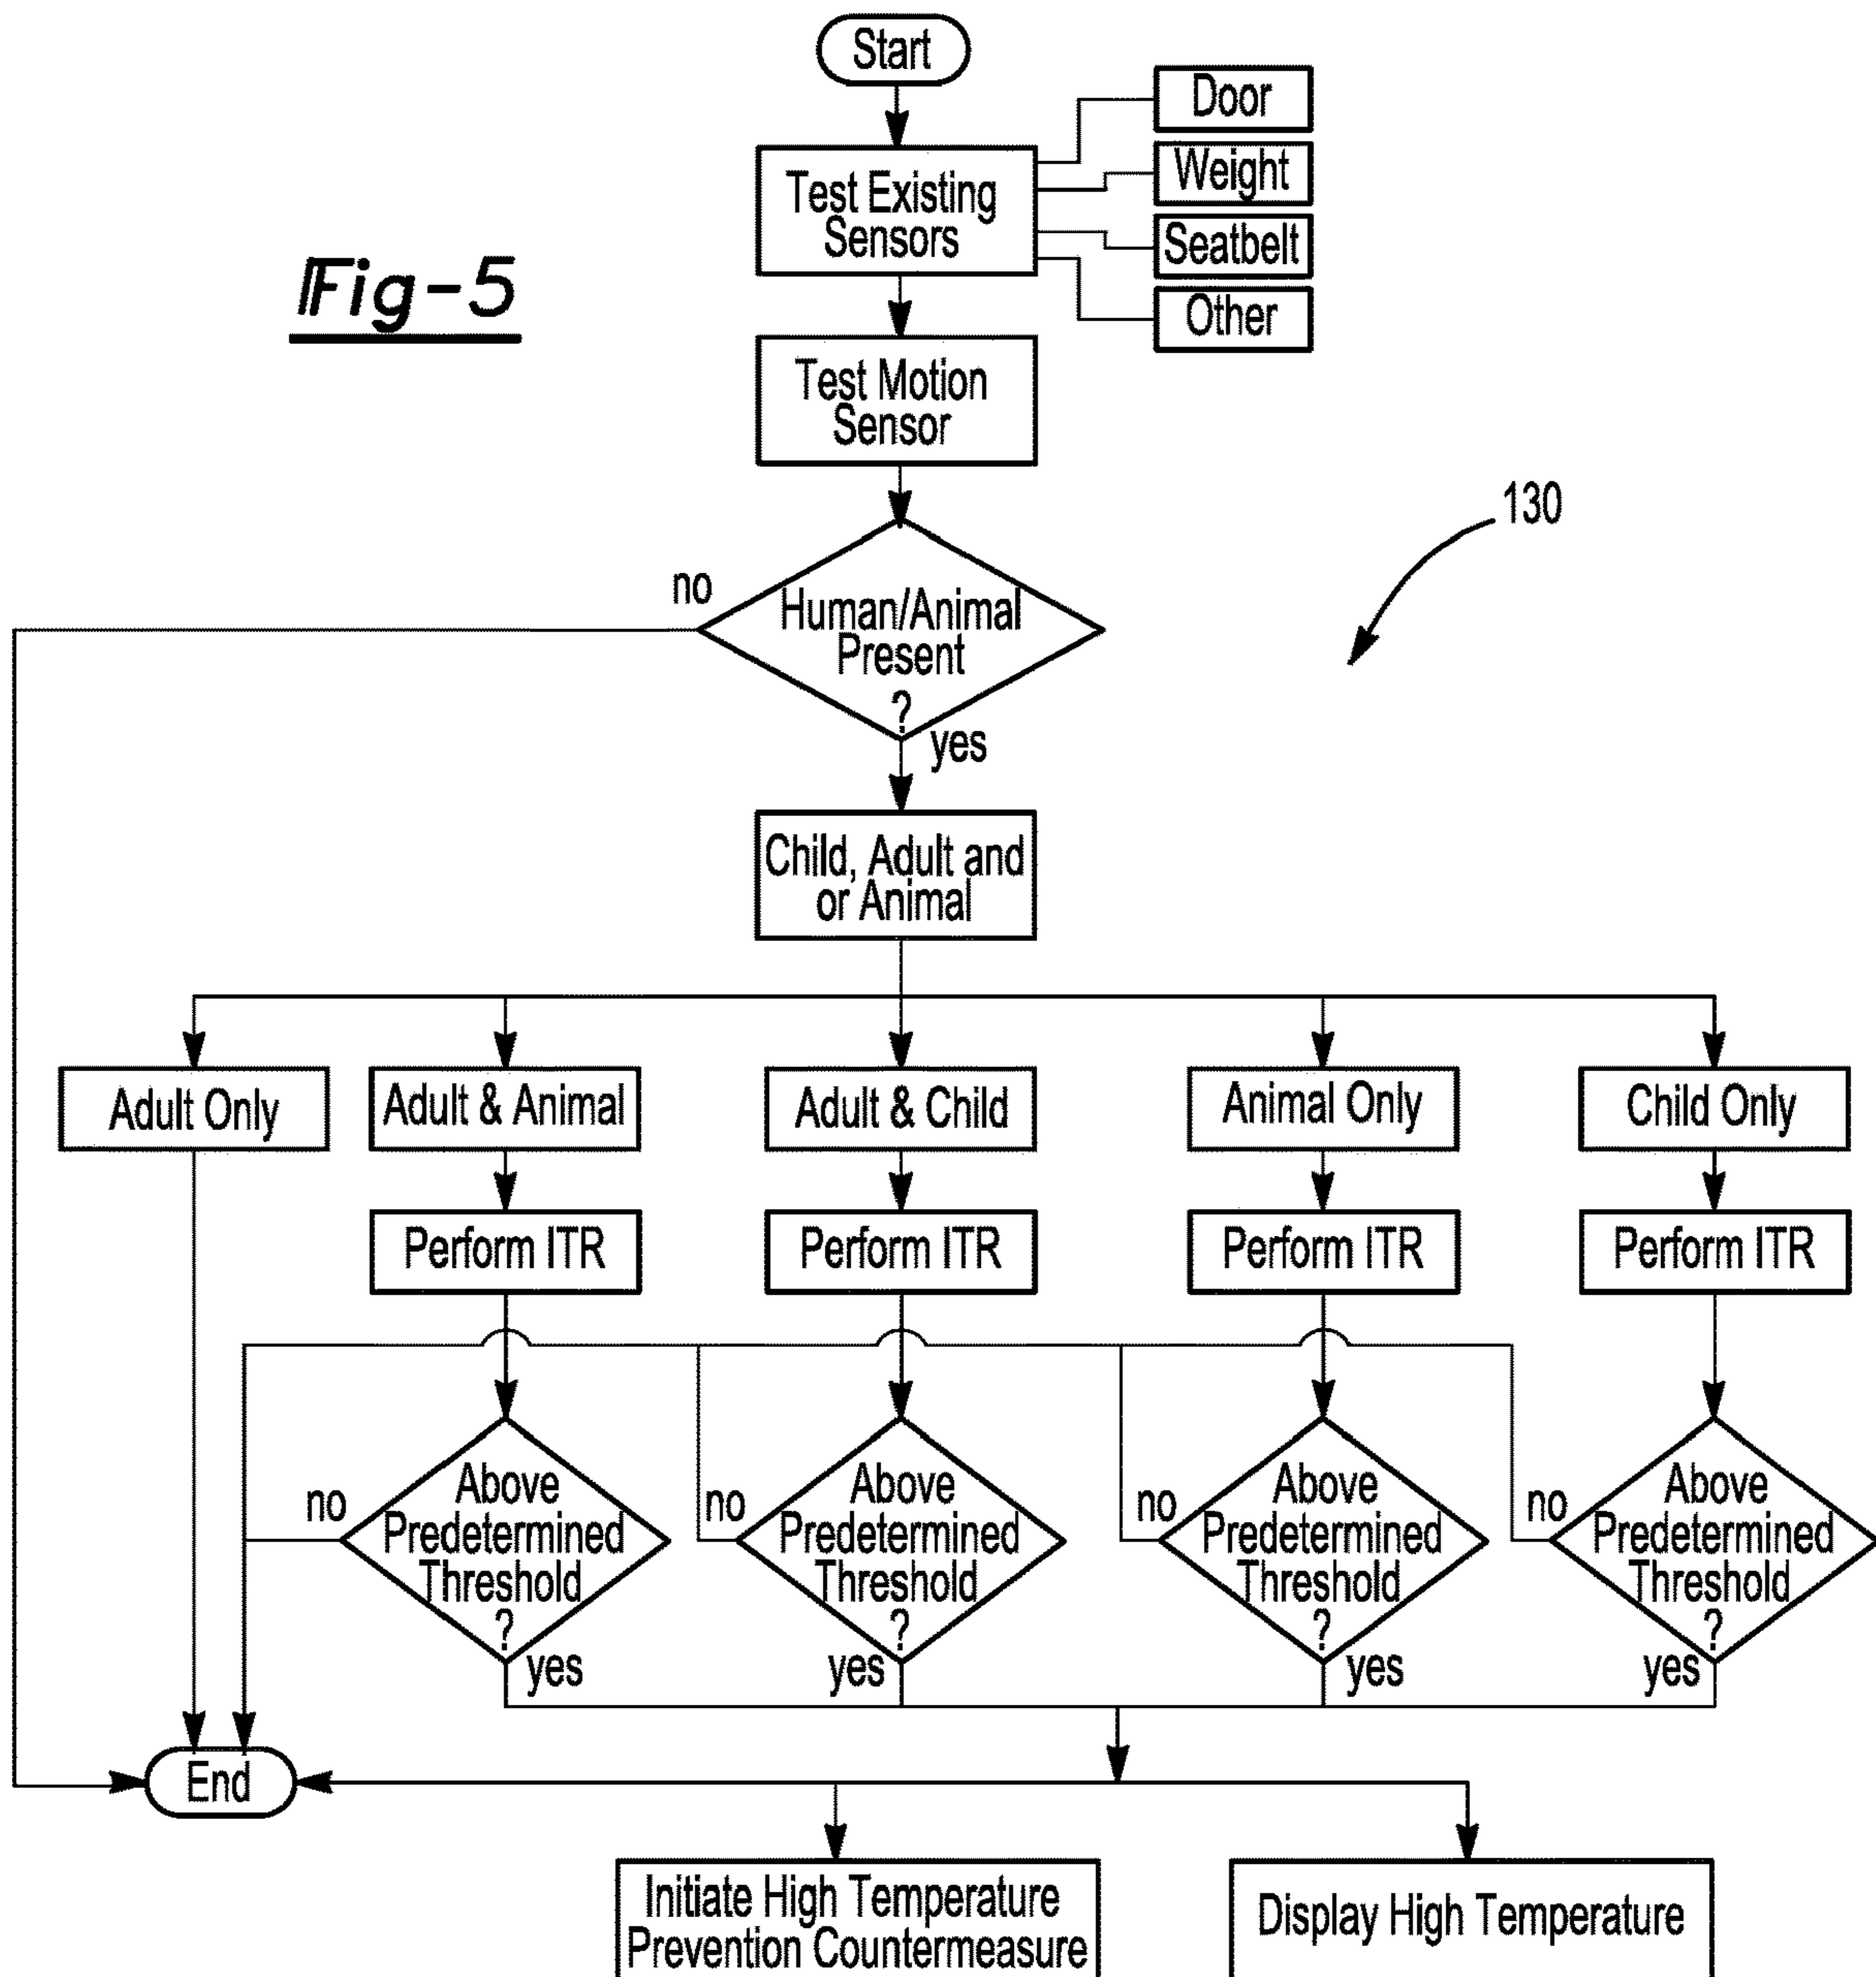 Start
Door
Weight
Seatbelt
Other
Test Existing
Sensors
Fig-5
Test Motion
Sensor
130
no
Human/Animal
Present
?
yes
Child, Adult and
or Animal
Adult Only
Adult & Animal
Adult & Child
Animal Only
Child Only
Perform ITR
Perform ITR
Perform ITR
Perform ITR
no
Above
Predetermined
Threshold
?
yes
no
Above
Predetermined
Threshold
?
yes
no
Above
Predetermined
Threshold
?
yes
no
Above
Predetermined
Threshold
?
yes
End
Initiate High Temperature
Prevention Countermeasure
Display High Temperature